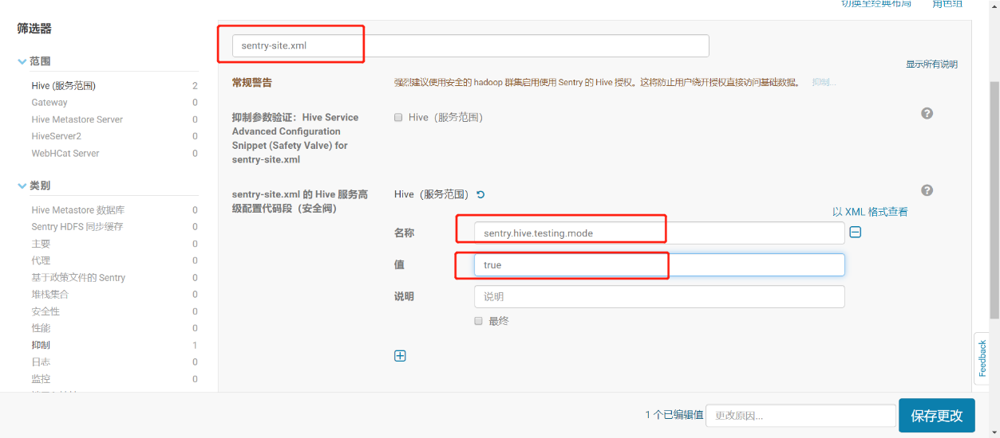 切换至经典布局 角色组
筛选器
sentry-site.xml
显示所有说明
范围
Hive (服务范围) 2
Gateway 0
Hive Metastore Server 0
HiveServer2 0
WebHCat Server 0
类别
Hive Metastore 数据库 0
Sentry HDFS 同步缓存 0
主要 0
代理 0
基于政策文件的 Sentry 0
堆栈集合 0
安全性 0
性能 0
抑制 1
日志 0
监控 0
常规警告
强烈建议使用安全的 hadoop 群集启用使用 Sentry 的 Hive 授权。这将防止用户绕开授权直接访问基础数据。 抑制...
抑制参数验证：Hive Service
Advanced Configuration
Snippet (Safety Valve) for
sentry-site.xml
Hive（服务范围）
?
sentry-site.xml 的 Hive 服务高
级配置代码段（安全阀）
Hive（服务范围）
?
以 XML 格式查看
名称 sentry.hive.testing.mode
值 true
说明 说明
最终
Feedback
1 个已编辑值 更改原因... 保存更改